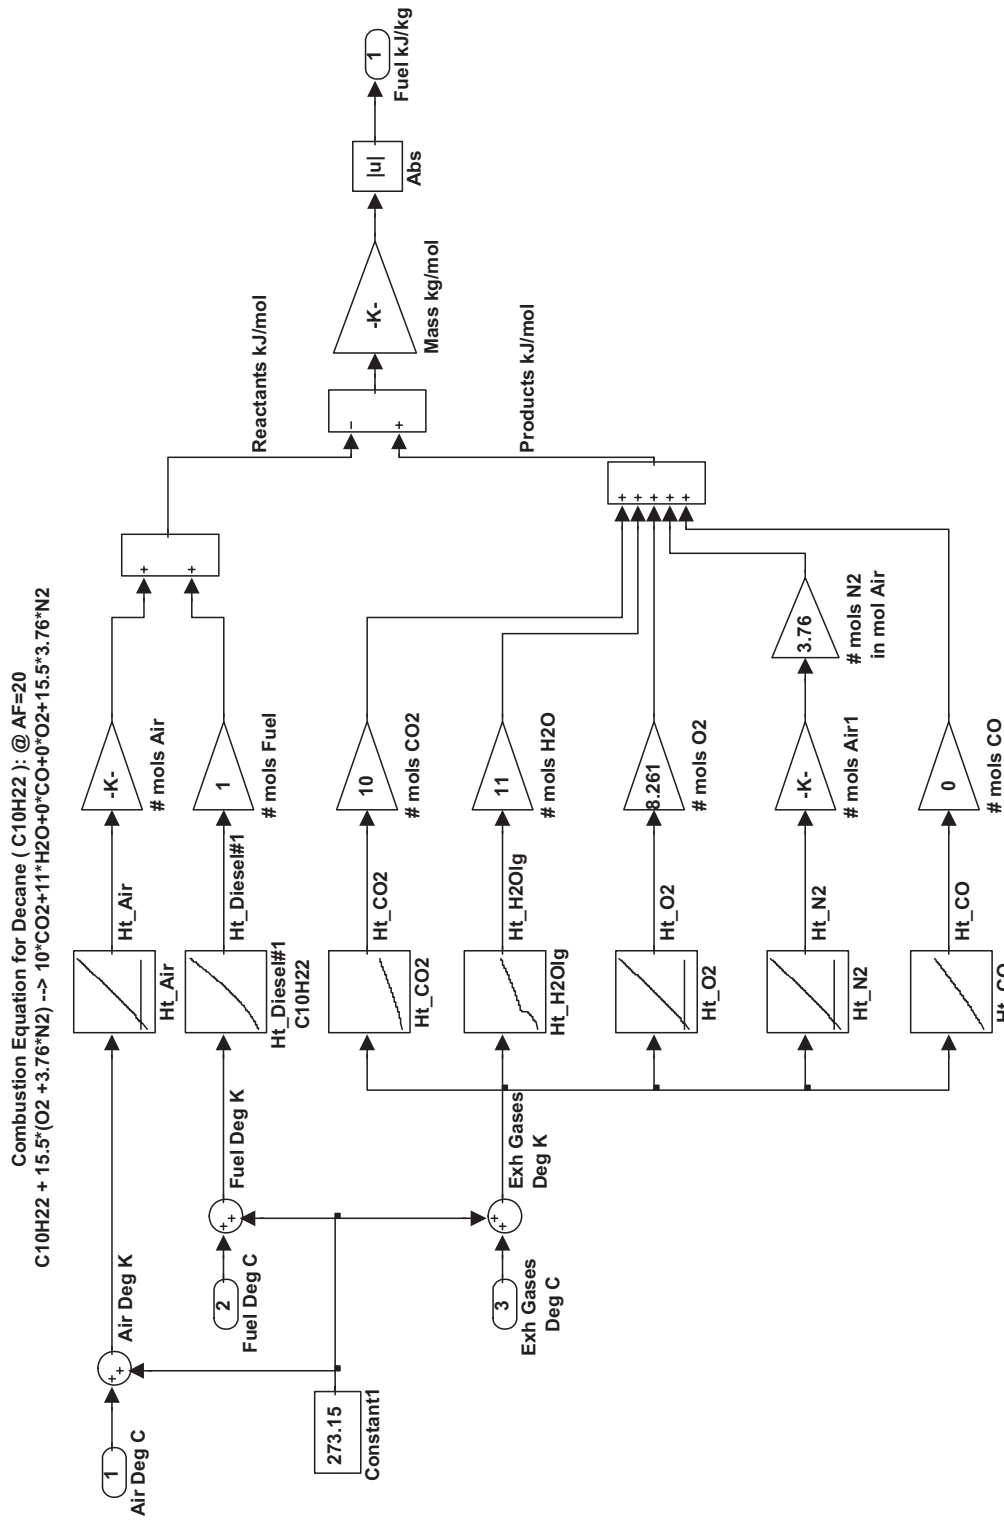 Combustion Equation for Decane ( C10H22 ): @ AF=20
C10H22 + 15.5*(O2 +3.76*N2) --> 10*CO2+11*H2O+0*CO+0*O2+15.5*3.76*N2
1
Air Deg C
+
+
Air Deg K
Ht_Air
Ht_Air
-K-
# mols Air
273.15
Constant1
2
Fuel Deg C
+
+
Fuel Deg K
Ht_Diesel#1
C10H22
Ht_Diesel#1
1
# mols Fuel
+
+
Reactants kJ/mol
3
Exh Gases
Deg C
+
+
Exh Gases
Deg K
Ht_CO2
Ht_CO2
10
# mols CO2
Ht_H2Olg
Ht_H2Olg
11
# mols H2O
Ht_O2
Ht_O2
8.261
# mols O2
Ht_N2
Ht_N2
-K-
# mols Air1
3.76
# mols N2
in mol Air
Ht_CO
Ht_CO
0
# mols CO
+
+
+
+
+
Products kJ/mol
–
+
-K-
Mass kg/mol
|u|
Abs
1
Fuel kJ/kg